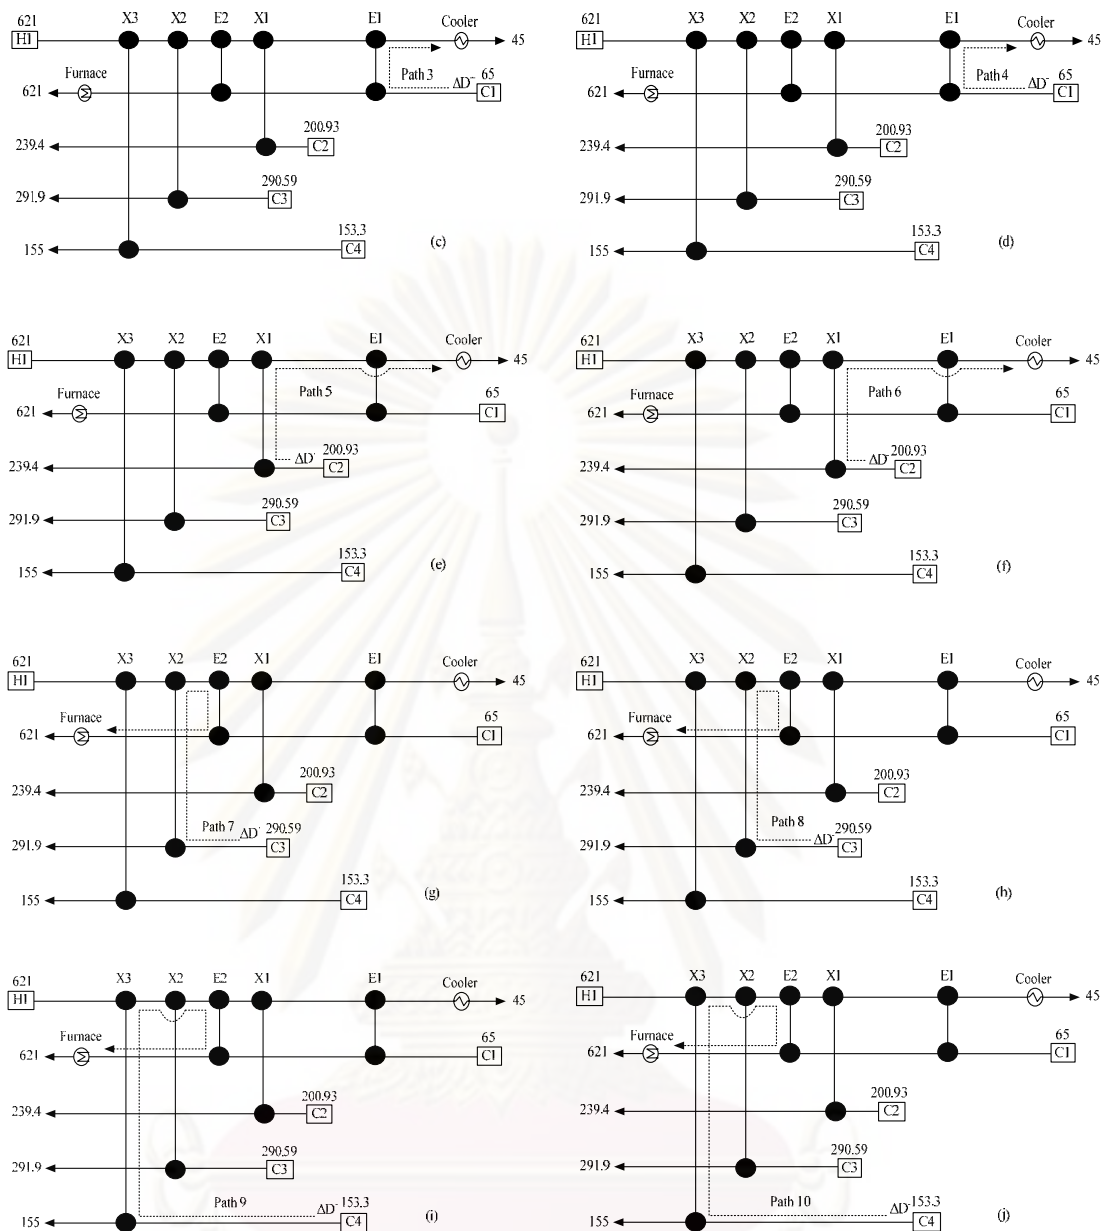 621 X3 X2 E2 X1 E1 Cooler
H1 45
Furnace Path 3 65
621 ΔD⁻ C1
200.93
239.4 C2
290.59
291.9 C3
153.3
155 C4 (c)
621 X3 X2 E2 X1 E1 Cooler
H1 45
Furnace Path 4 65
621 ΔD⁻ C1
200.93
239.4 C2
290.59
291.9 C3
153.3
155 C4 (d)
621 X3 X2 E2 X1 E1 Cooler
H1 45
Furnace Path 5 65
621 C1
200.93
239.4 ΔD C2
290.59
291.9 C3
153.3
155 C4 (e)
621 X3 X2 E2 X1 E1 Cooler
H1 45
Furnace Path 6 65
621 C1
200.93
239.4 ΔD⁻ C2
290.59
291.9 C3
153.3
155 C4 (f)
621 X3 X2 E2 X1 E1 Cooler
H1 45
Furnace 65
621 C1
200.93
239.4 C2
Path 7 290.59
291.9 ΔD C3
153.3
155 C4 (g)
621 X3 X2 E2 X1 E1 Cooler
H1 45
Furnace 65
621 C1
200.93
239.4 C2
Path 8 290.59
291.9 ΔD⁻ C3
153.3
155 C4 (h)
621 X3 X2 E2 X1 E1 Cooler
H1 45
Furnace 65
621 C1
200.93
239.4 C2
290.59
291.9 C3
Path 9 ΔD⁻ 153.3
155 C4 (i)
621 X3 X2 E2 X1 E1 Cooler
H1 45
Furnace 65
621 C1
200.93
239.4 C2
290.59
291.9 C3
Path 10 ΔD⁻ 153.3
155 C4 (j)